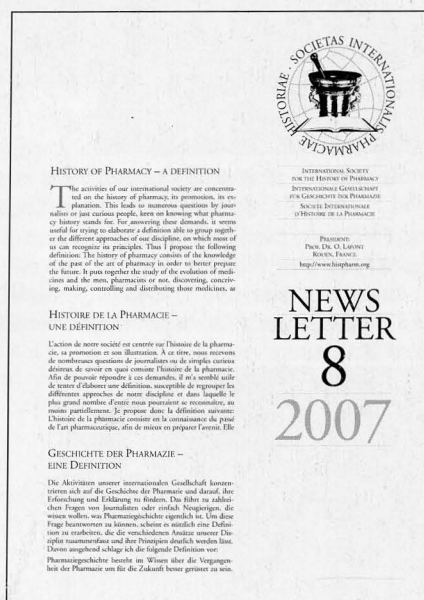 HISTORY OF PHARMACY – A DEFINITION
The activities of our international society are concentra-
ted on the history of pharmacy, its promotion, its ex-
planation. This leads to numerous questions by jour-
nalists or just curious people, keen on knowing what pharma-
cy history stands for. For answering these demands, it seems
useful for trying to elaborate a definition able to group togeth-
er the different approaches of our discipline, on which most of
us can recognize its principles. Thus I propose the following
definition: The history of pharmacy consists of the knowledge
of the past of the art of pharmacy in order to better prepare
the future. It puts together the study of the evolution of medi-
cines and the men, pharmacists or not, discovering, conceiv-
ing, making, controlling and distributing those medicines, as
HISTOIRE DE LA PHARMACIE –
UNE DÉFINITION
L'action de notre société est centrée sur l'histoire de la pharma-
cie, sa promotion et son illustration. À ce titre, nous recevons
de nombreuses questions de journalistes ou de simples curieux
désireux de savoir en quoi consiste l'histoire de la pharmacie.
Afin de pouvoir répondre à ces demandes, il m'a semblé utile
de tenter d'élaborer une définition, susceptible de regrouper les
différentes approches de notre discipline et dans laquelle le
plus grand nombre d'entre nous pourraient se reconnaître, au
moins partiellement. Je propose donc la définition suivante:
L'histoire de la pharmacie consiste en la connaissance du passé
de l'art pharmaceutique, afin de mieux en préparer l'avenir. Elle
GESCHICHTE DER PHARMAZIE –
EINE DEFINITION
Die Aktivitäten unserer internationalen Gesellschaft konzen-
trieren sich auf die Geschichte der Pharmazie und darauf, ihre
Erforschung und Erklärung zu fördern. Das führt zu zahlrei-
chen Fragen von Journalisten oder einfach Neugierigen, die
wissen wollen, was Pharmaziegeschichte eigentlich ist. Um diese
Frage beantworten zu können, scheint es nützlich eine Defini-
tion zu erarbeiten, die die verschiedenen Ansätze unserer Dis-
ziplin zusammenfasst und ihre Prinzipien deutlich werden lässt.
Davon ausgehend schlage ich die folgende Definition vor:
Pharmaziegeschichte besteht im Wissen über die Vergangen-
heit der Pharmazie um für die Zukunft besser gerüstet zu sein.
SOCIETAS INTERNATIONALIS PHARMACIAE HISTORIAE
INTERNATIONAL SOCIETY
FOR THE HISTORY OF PHARMACY
INTERNATIONALE GESELLSCHAFT
FÜR GESCHICHTE DER PHARMAZIE
SOCIETE INTERNATIONALE
D'HISTOIRE DE LA PHARMACIE
PRESIDENT:
PROF. DR. O. LAFONT
ROUEN, FRANCE
http://www.histpharm.org
NEWS
LETTER
8
2007